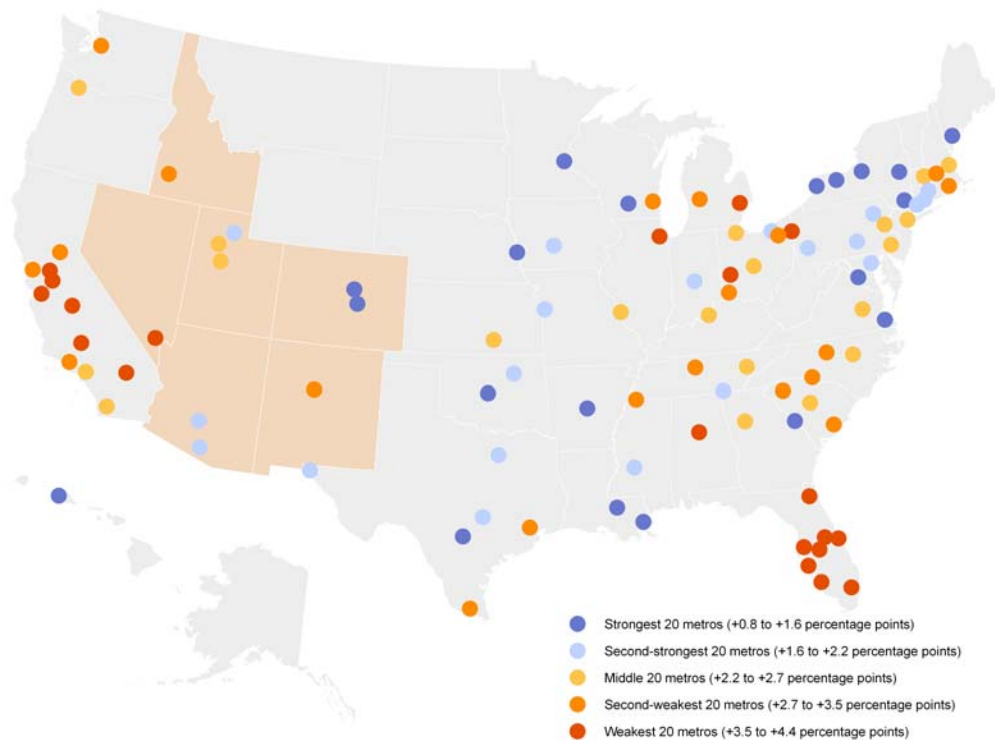 Strongest 20 metros (+0.8 to +1.6 percentage points)
Second-strongest 20 metros (+1.6 to +2.2 percentage points)
Middle 20 metros (+2.2 to +2.7 percentage points)
Second-weakest 20 metros (+2.7 to +3.5 percentage points)
Weakest 20 metros (+3.5 to +4.4 percentage points)